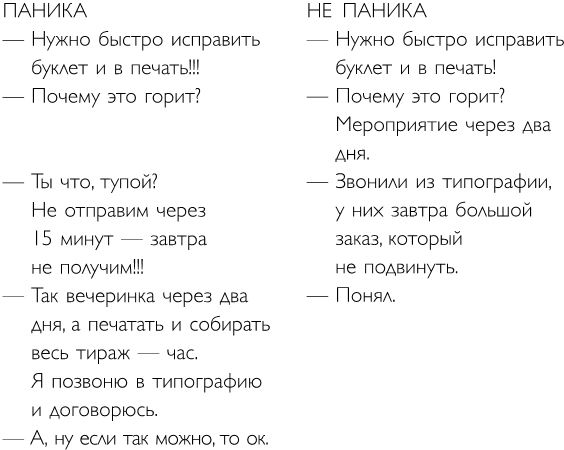 ПАНИКА
— Нужно быстро исправить
буклет и в печать!!!
— Почему это горит?
— Ты что, тупой?
Не отправим через
15 минут — завтра
не получим!!!
— Так вечеринка через два
дня, а печатать и собирать
весь тираж — час.
Я позвоню в типографию
и договорюсь.
— А, ну если так можно, то ок.
НЕ ПАНИКА
— Нужно быстро исправить
буклет и в печать!
— Почему это горит?
Мероприятие через два
дня.
— Звонили из типографии,
у них завтра большой
заказ, который
не подвинуть.
— Понял.